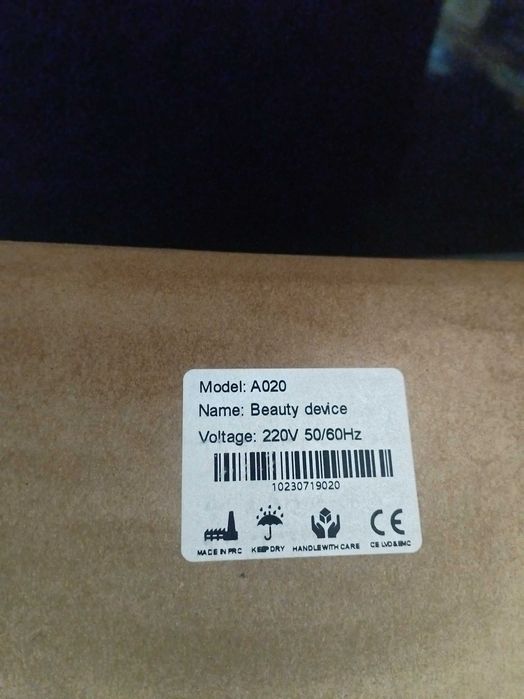 Model: A020
Name: Beauty device
Voltage: 220V 50/60Hz
10230719020
MADE IN PRC KEEP DRY HANDLE WITH CARE CE LVD & EMC